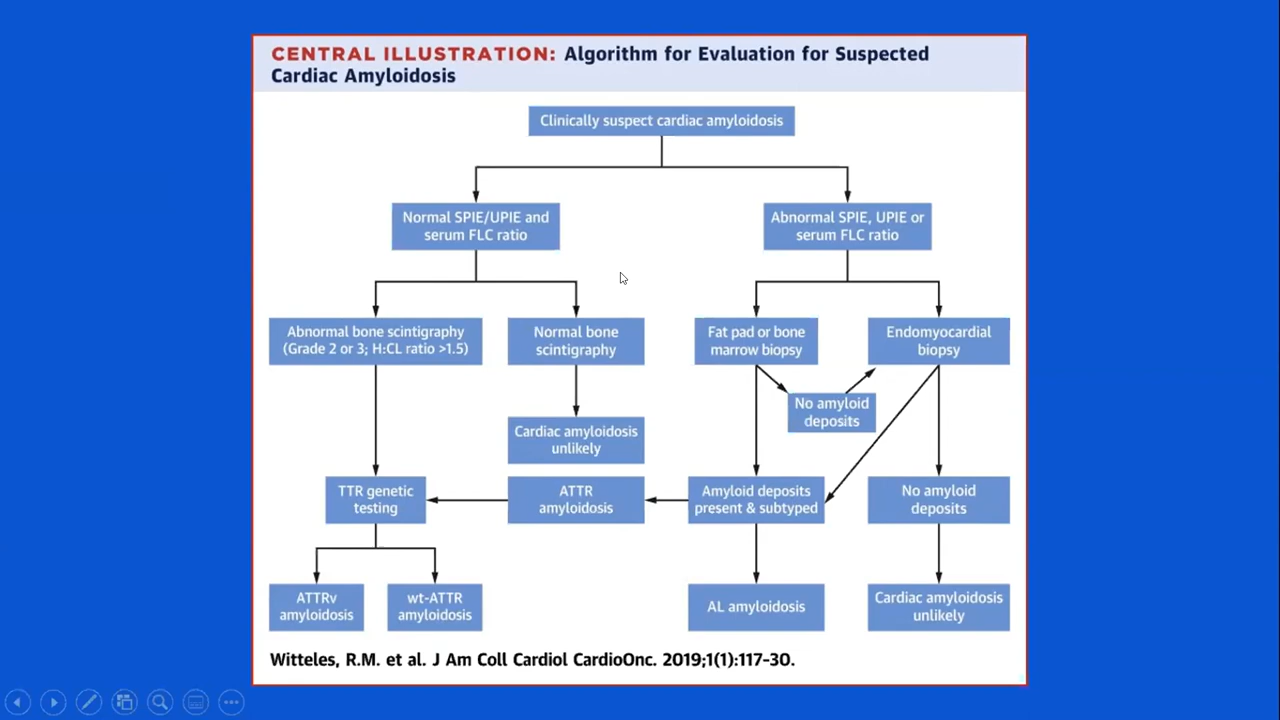 CENTRAL ILLUSTRATION: Algorithm for Evaluation for Suspected
Cardiac Amyloidosis
Clinically suspect cardiac amyloidosis
Normal SPIE/UPIE and
serum FLC ratio
Abnormal SPIE, UPIE or
serum FLC ratio
Abnormal bone scintigraphy
(Grade 2 or 3; H:CL ratio >1.5)
Normal bone
scintigraphy
Fat pad or bone
marrow biopsy
Endomyocardial
biopsy
No amyloid
deposits
Cardiac amyloidosis
unlikely
TTR genetic
testing
ATTR
amyloidosis
Amyloid deposits
present & subtyped
No amyloid
deposits
ATTRv
amyloidosis
wt-ATTR
amyloidosis
AL amyloidosis
Cardiac amyloidosis
unlikely
Witteles, R.M. et al. J Am Coll Cardiol CardioOnc. 2019;1(1):117-30.